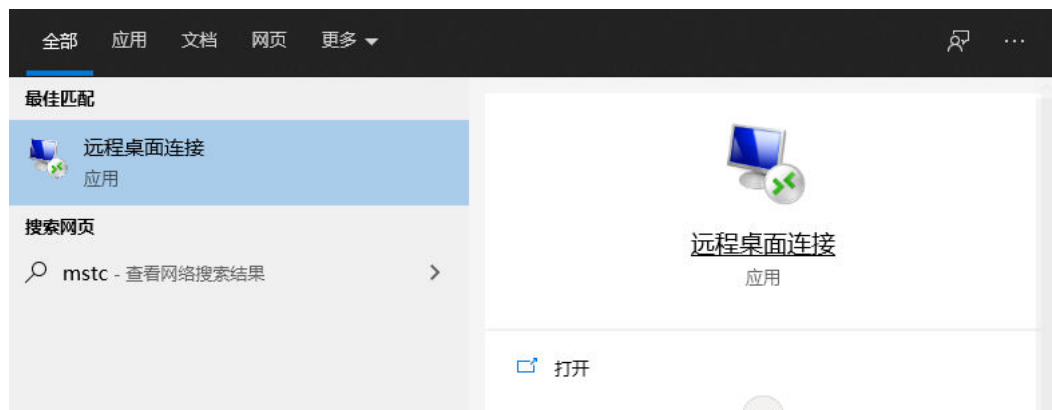 全部 应用 文档 网页 更多
最佳匹配
远程桌面连接
应用
搜索网页
mstc - 查看网络搜索结果
远程桌面连接
应用
打开